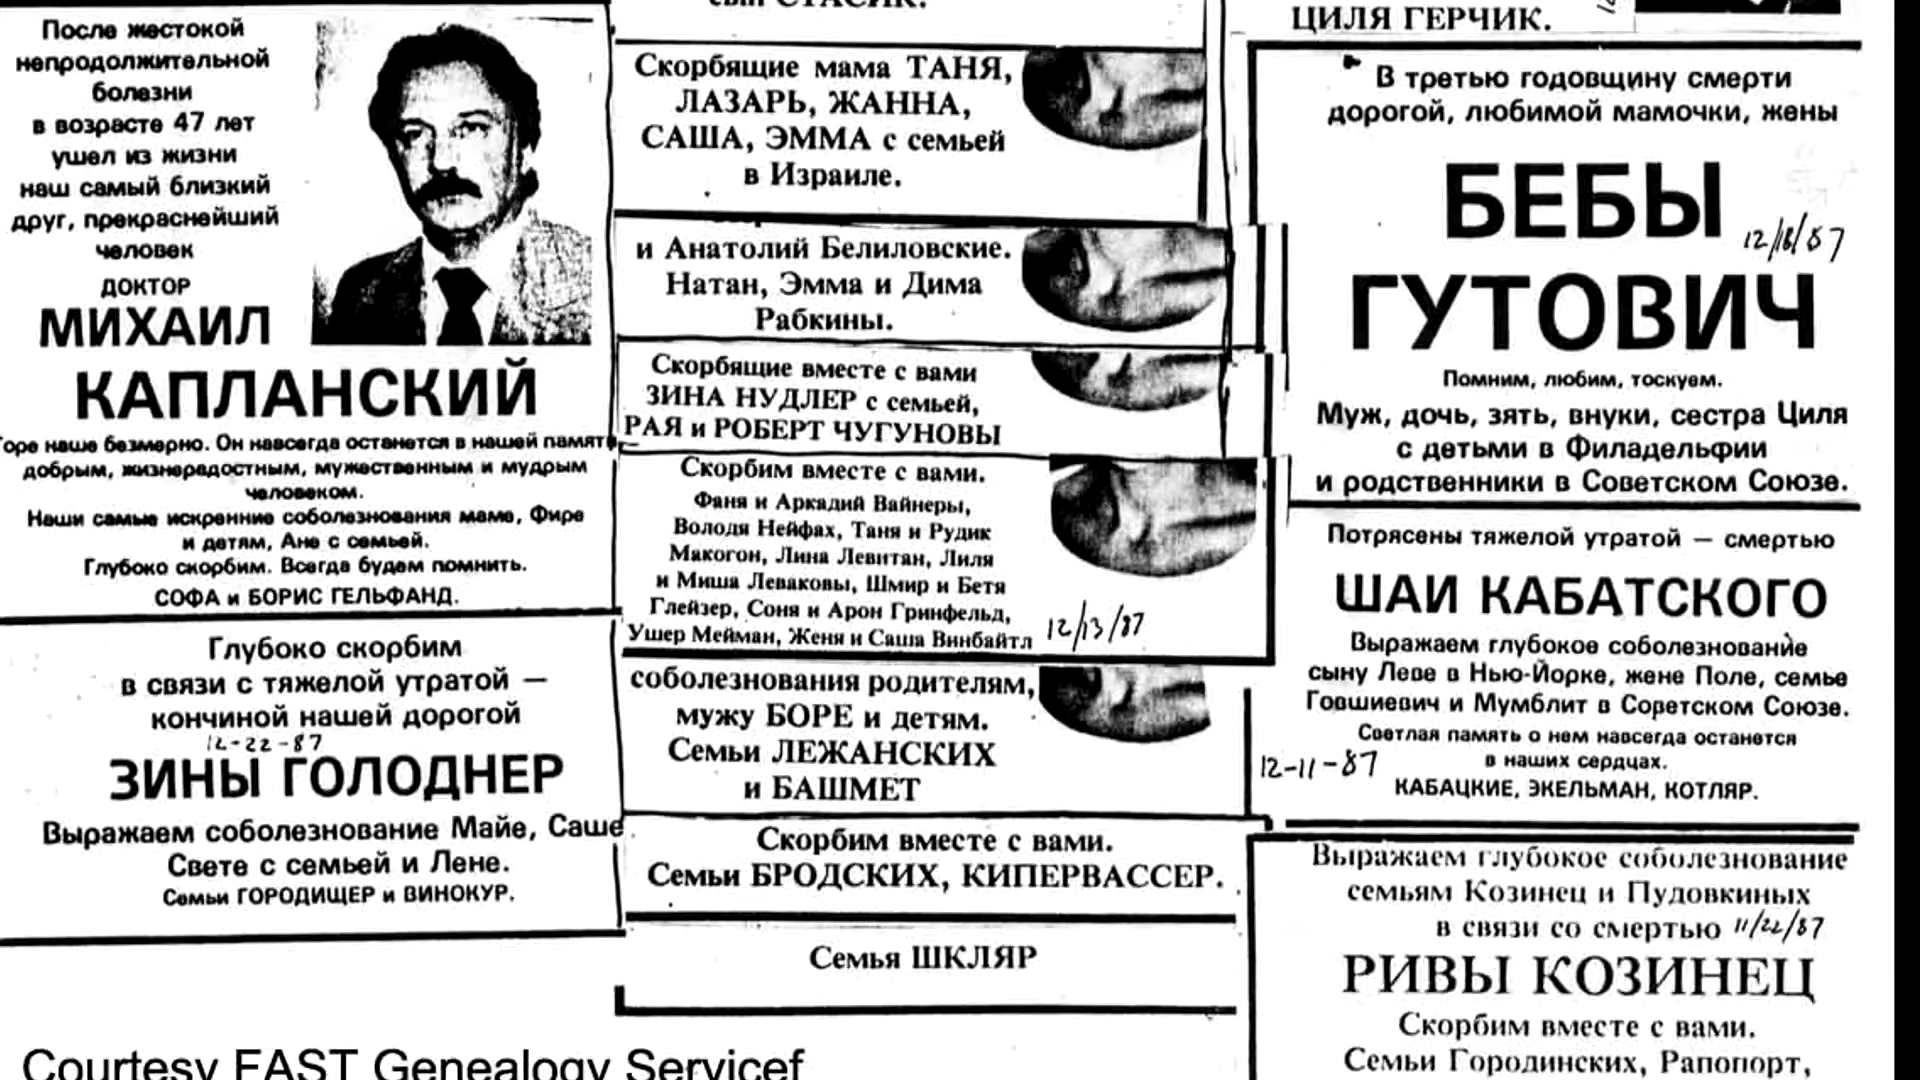 После жестокой
непродолжительной
болезни
в возрасте 47 лет
ушел из жизни
наш самый близкий
друг, прекраснейший
человек
ДОКТОР
МИХАИЛ
КАПЛАНСКИЙ
Горе наше безмерно. Он навсегда останется в нашей памяти
добрым, жизнерадостным, мужественным и мудрым
человеком.
Наши самые искренние соболезнования маме, Фире
и детям, Ане с семьей.
Глубоко скорбим. Всегда будем помнить.
СОФА и БОРИС ГЕЛЬФАНД.
Глубоко скорбим
в связи с тяжелой утратой —
кончиной нашей дорогой
12-22-87
ЗИНЫ ГОЛОДНЕР
Выражаем соболезнование Майе, Саше
Свете с семьей и Лене.
Семьи ГОРОДИЩЕР и ВИНОКУР.
сын СТАСИК.
Скорбящие мама ТАНЯ,
ЛАЗАРЬ, ЖАННА,
САША, ЭММА с семьей
в Израиле.
и Анатолий Белиловские.
Натан, Эмма и Дима
Рабкины.
Скорбящие вместе с вами
ЗИНА НУДЛЕР с семьей,
РАЯ и РОБЕРТ ЧУГУНОВЫ
Скорбим вместе с вами.
Фаня и Аркадий Вайнеры,
Володя Нейфах, Таня и Рудик
Макогон, Лина Левитан, Лиля
и Миша Леваковы, Шмир и Бетя
Глейзер, Соня и Арон Гринфельд,
Ушер Мейман, Женя и Саша Винбайтл
12/13/87
соболезнования родителям,
мужу БОРЕ и детям.
Семьи ЛЕЖАНСКИХ
и БАШМЕТ
Скорбим вместе с вами.
Семьи БРОДСКИХ, КИПЕРВАССЕР.
Семья ШКЛЯР
ЦИЛЯ ГЕРЧИК.
В третью годовщину смерти
дорогой, любимой мамочки, жены
БЕБЫ
12/18/87
ГУТОВИЧ
Помним, любим, тоскуем.
Муж, дочь, зять, внуки, сестра Циля
с детьми в Филадельфии
и родственники в Советском Союзе.
Потрясены тяжелой утратой — смертью
ШАИ КАБАТСКОГО
Выражаем глубокое соболезнование
сыну Леве в Нью-Йорке, жене Поле, семье
Говшиевич и Мумблит в Советском Союзе.
Светлая память о нем навсегда останется
в наших сердцах.
12-11-87
КАБАЦКИЕ, ЭКЕЛЬМАН, КОТЛЯР.
Выражаем глубокое соболезнование
семьям Козинец и Пудовкиных
в связи со смертью 11/22/87
РИВЫ КОЗИНЕЦ
Скорбим вместе с вами.
Семьи Городинских, Рапопорт,
Courtesy FAST Genealogy Servicef